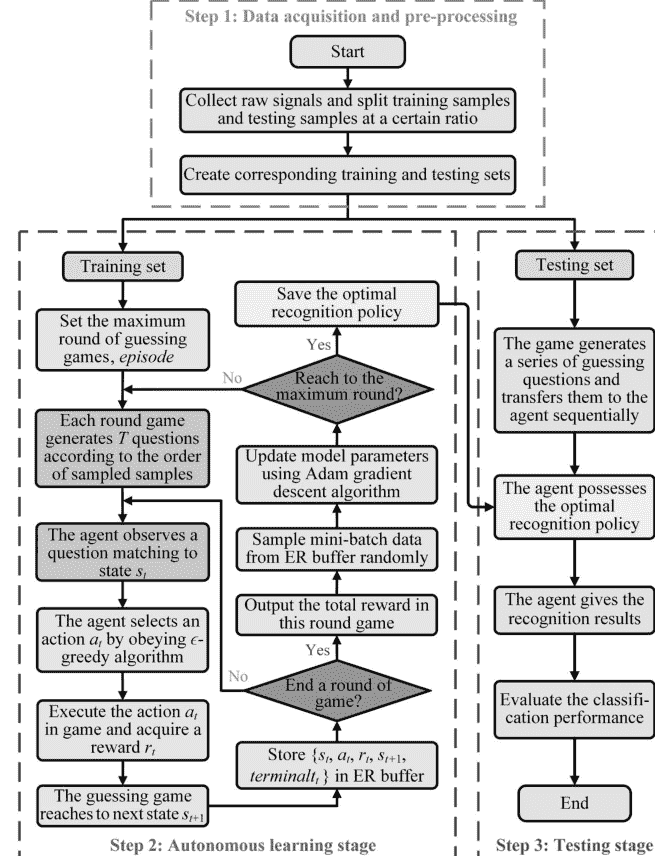 Step 1: Data acquisition and pre-processing
Start
Collect raw signals and split training samples
and testing samples at a certain ratio
Create corresponding training and testing sets
Training set
Set the maximum
round of guessing
games, episode
Each round game
generates T questions
according to the order
of sampled samples
The agent observes a
question matching to
state sₜ
The agent selects an
action aₜ by obeying ϵ-
greedy algorithm
Execute the action aₜ
in game and acquire a
reward rₜ
The guessing game
reaches to next state sₜ₊₁
Store {sₜ, aₜ, rₜ, sₜ₊₁,
terminaltₜ} in ER buffer
End a round of
game?
No
Yes
Output the total reward in
this round game
Sample mini-batch data
from ER buffer randomly
Update model parameters
using Adam gradient
descent algorithm
Reach to the
maximum round?
No
Yes
Save the optimal
recognition policy
Step 2: Autonomous learning stage
Testing set
The game generates
a series of guessing
questions and
transfers them to the
agent sequentially
The agent possesses
the optimal
recognition policy
The agent gives the
recognition results
Evaluate the classifi-
cation performance
End
Step 3: Testing stage